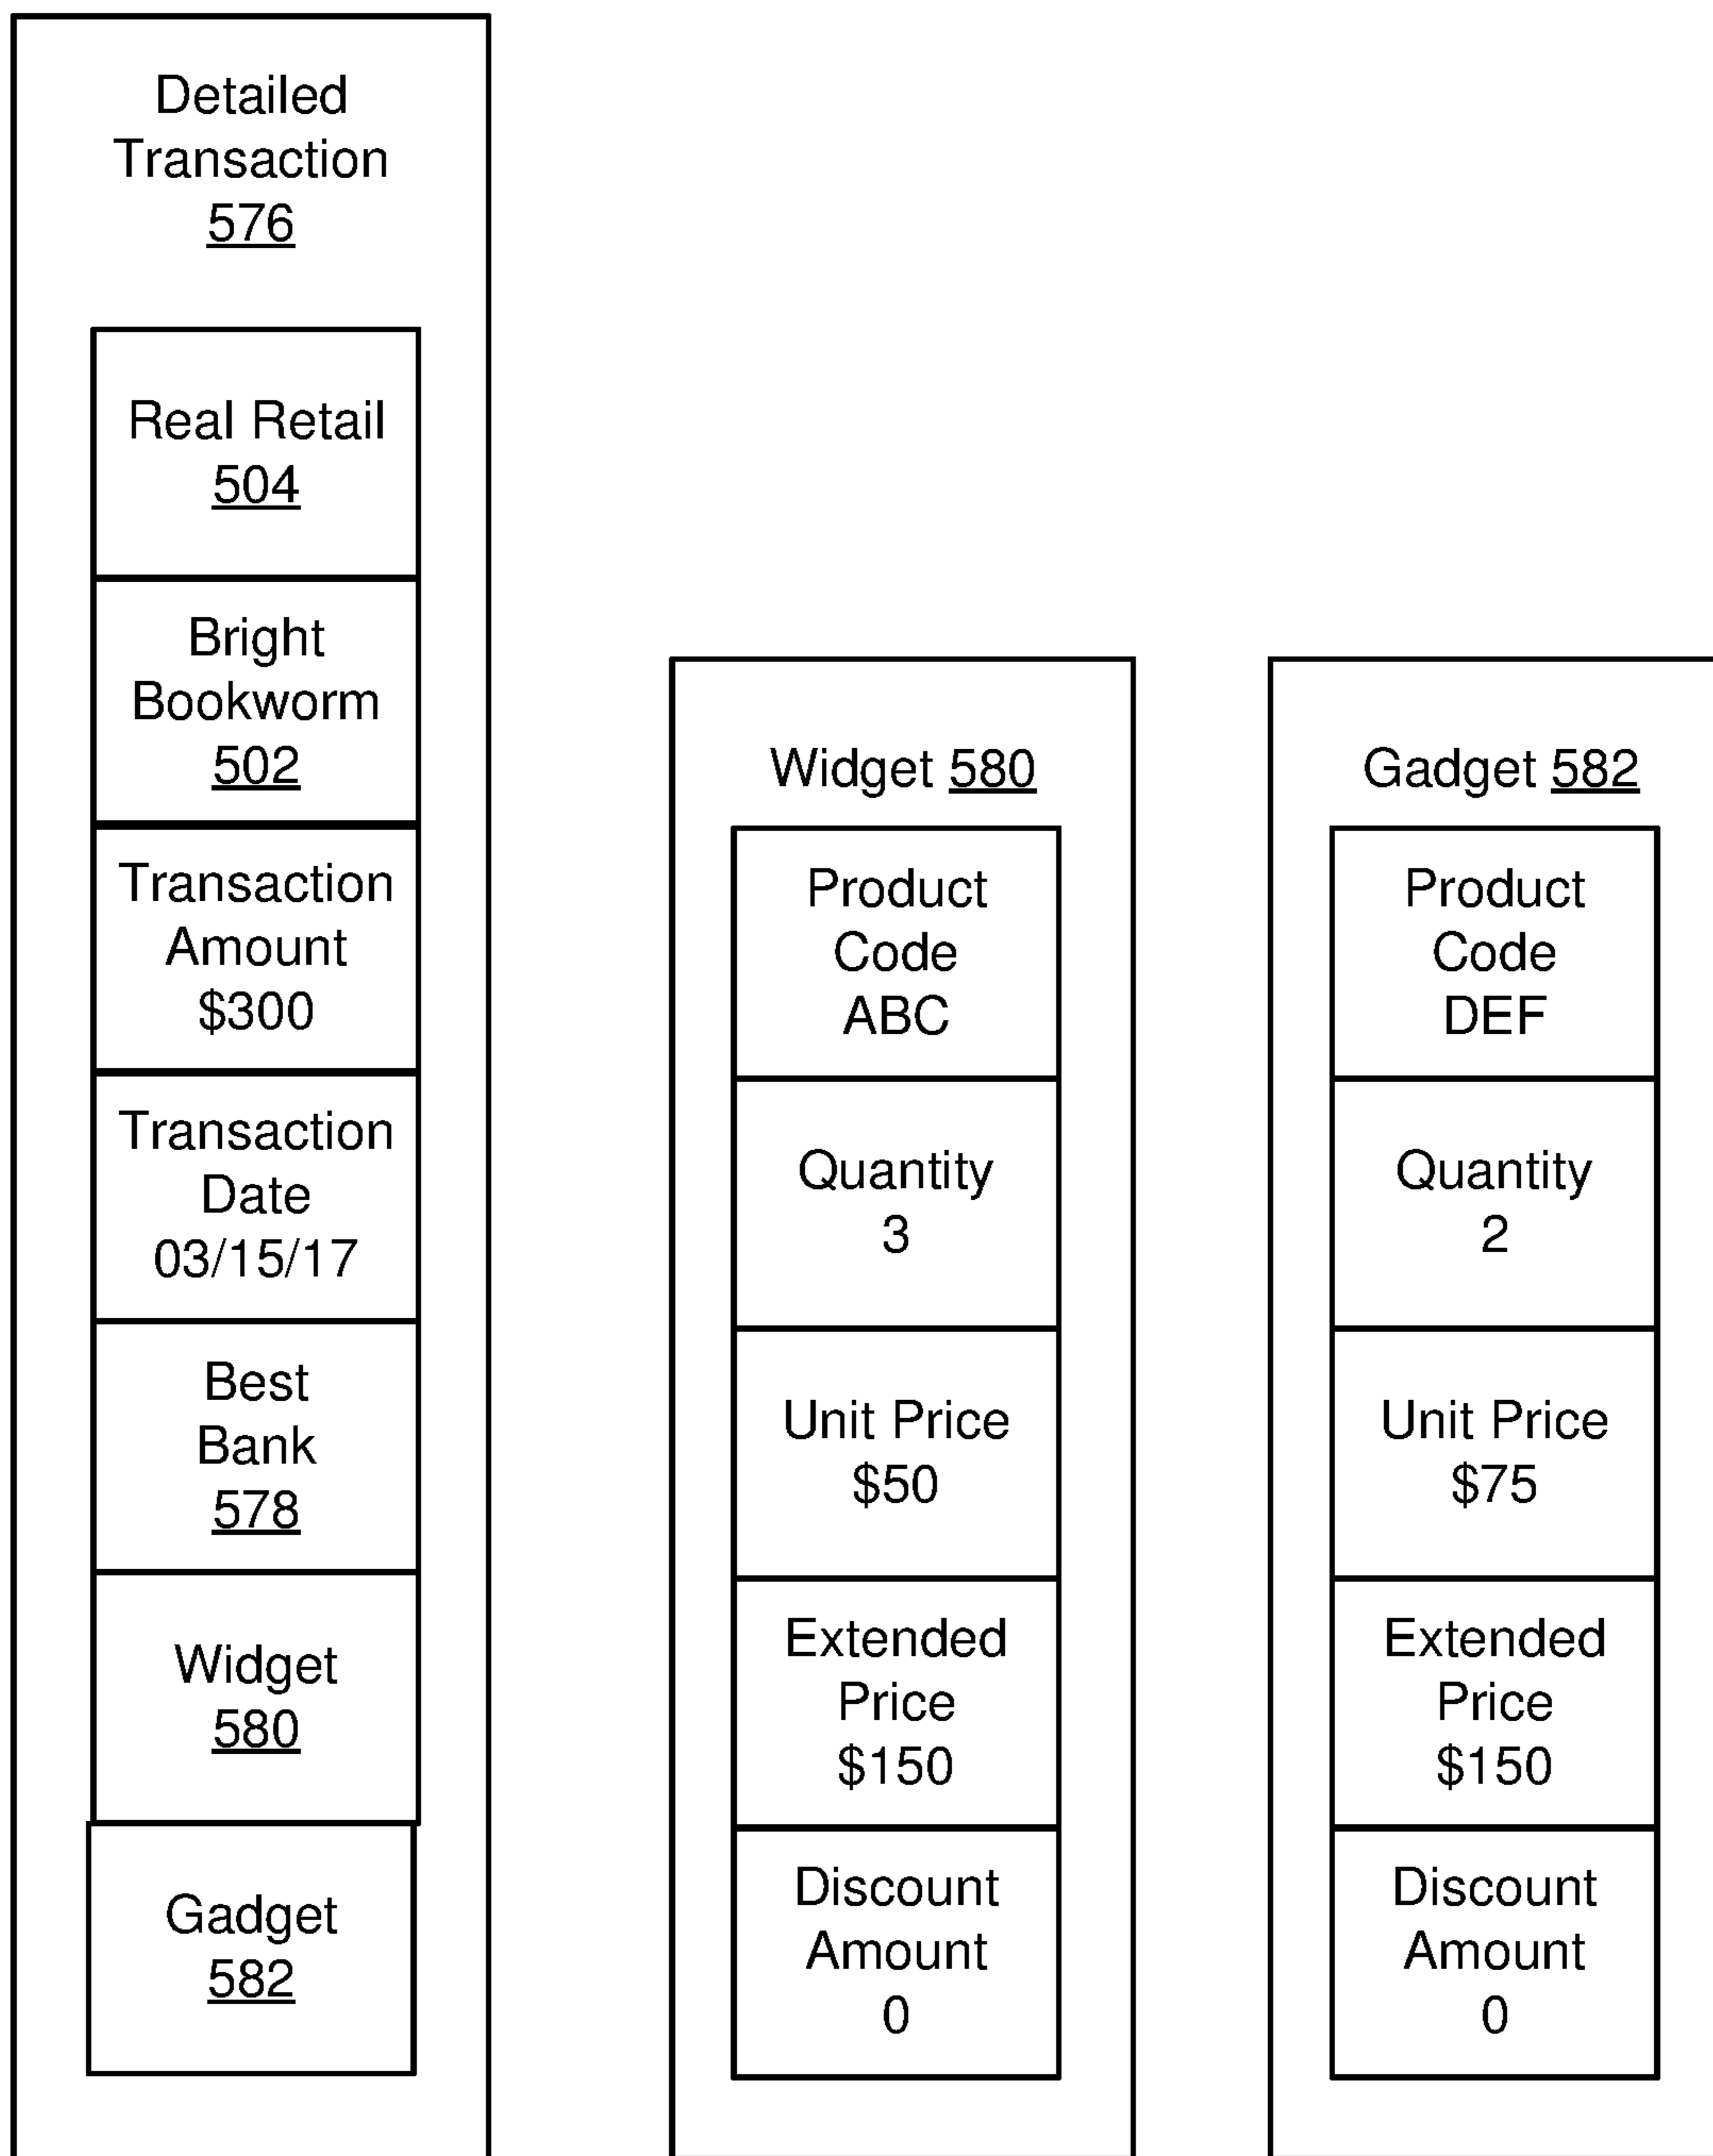 Detailed
Transaction
576
Real Retail
504
Bright
Bookworm
502
Transaction
Amount
$300
Transaction
Date
03/15/17
Best
Bank
578
Widget
580
Gadget
582
Widget 580
Product
Code
ABC
Quantity
3
Unit Price
$50
Extended
Price
$150
Discount
Amount
0
Gadget 582
Product
Code
DEF
Quantity
2
Unit Price
$75
Extended
Price
$150
Discount
Amount
0